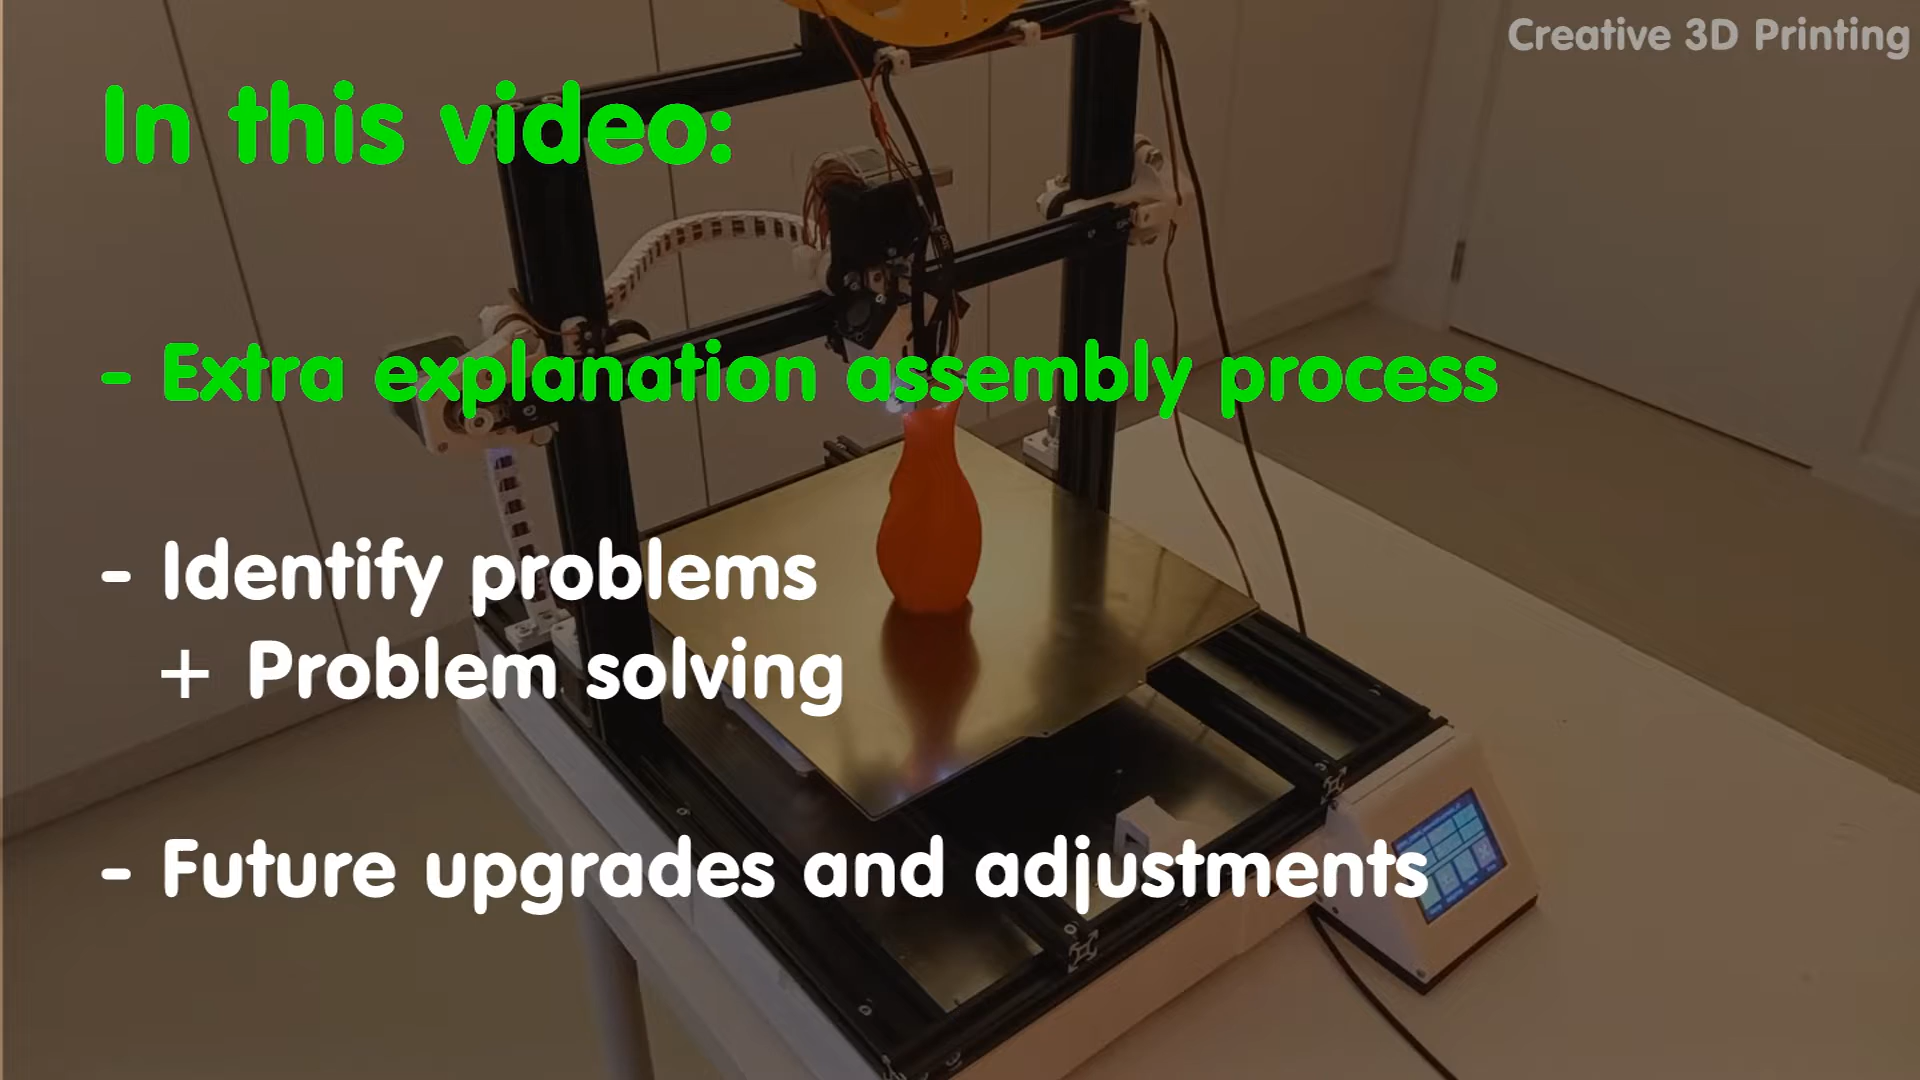 Creative 3D Printing
In this video:
- Extra explanation assembly process
- Identify problems
+ Problem solving
- Future upgrades and adjustments